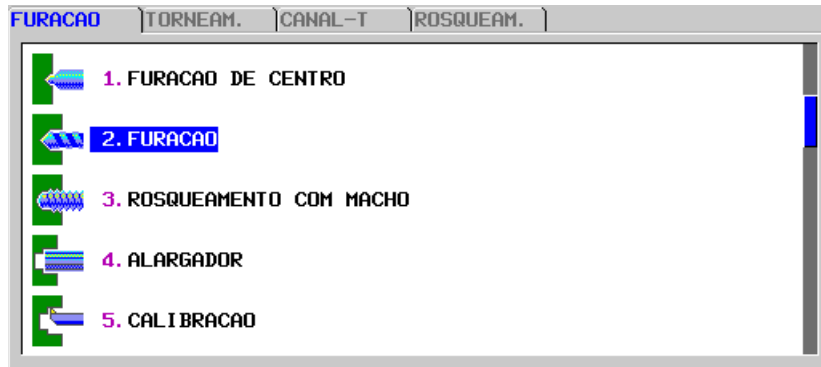 FURACAO TORNEAM. CANAL-T ROSQUEAM.
1. FURACAO DE CENTRO
2. FURACAO
3. ROSQUEAMENTO COM MACHO
4. ALARGADOR
5. CALIBRACAO